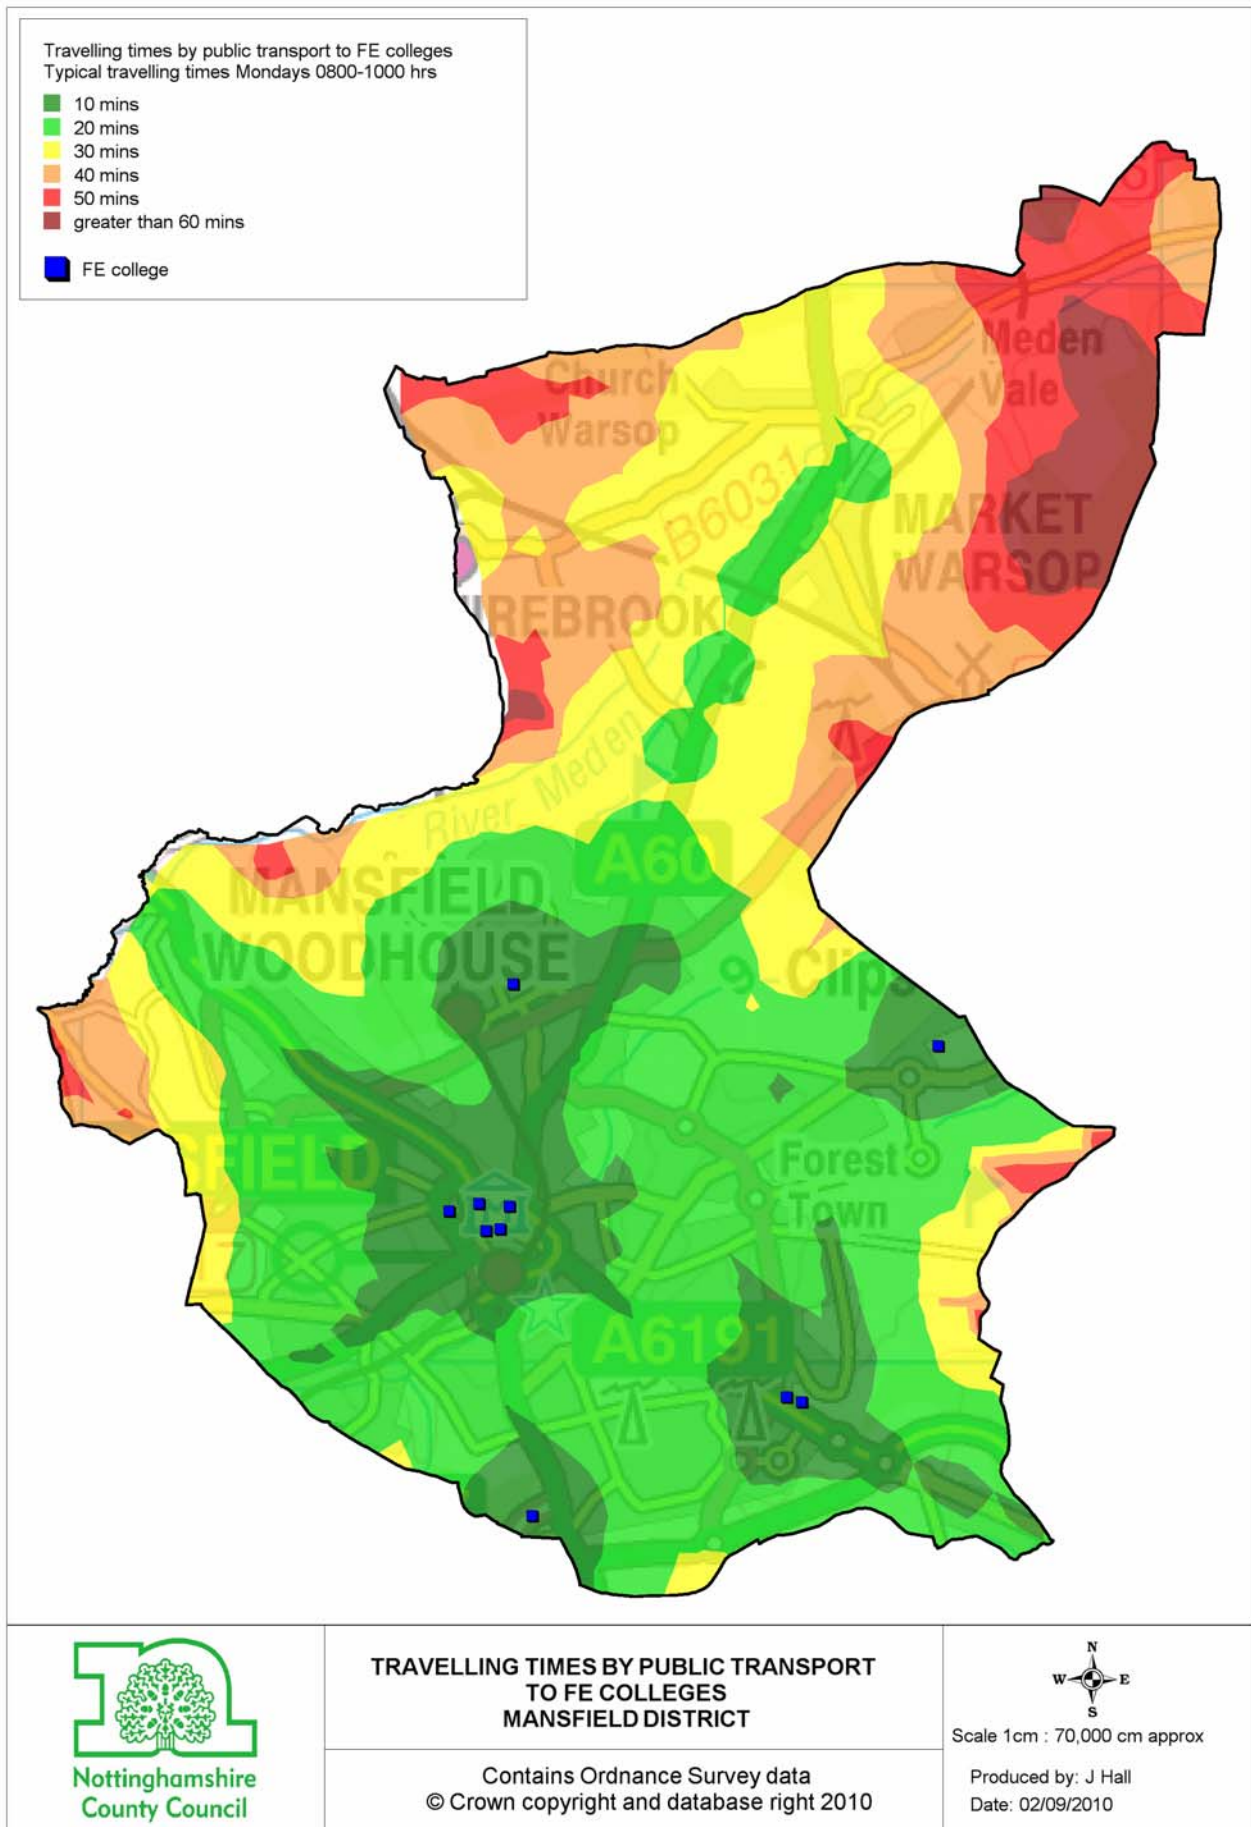 Travelling times by public transport to FE colleges
Typical travelling times Mondays 0800-1000 hrs
10 mins
20 mins
30 mins
40 mins
50 mins
greater than 60 mins
FE college
Meden
Vale
Church
Warsop
B6031
MARKET
WARSOP
IREBROOK
River Meden
A60
MANSFIELD
WOODHOUSE
9-Clips
SFIELD
Forest
Town
A6191
Nottinghamshire
County Council
TRAVELLING TIMES BY PUBLIC TRANSPORT
TO FE COLLEGES
MANSFIELD DISTRICT
Contains Ordnance Survey data
© Crown copyright and database right 2010
N
W E
S
Scale 1cm : 70,000 cm approx
Produced by: J Hall
Date: 02/09/2010